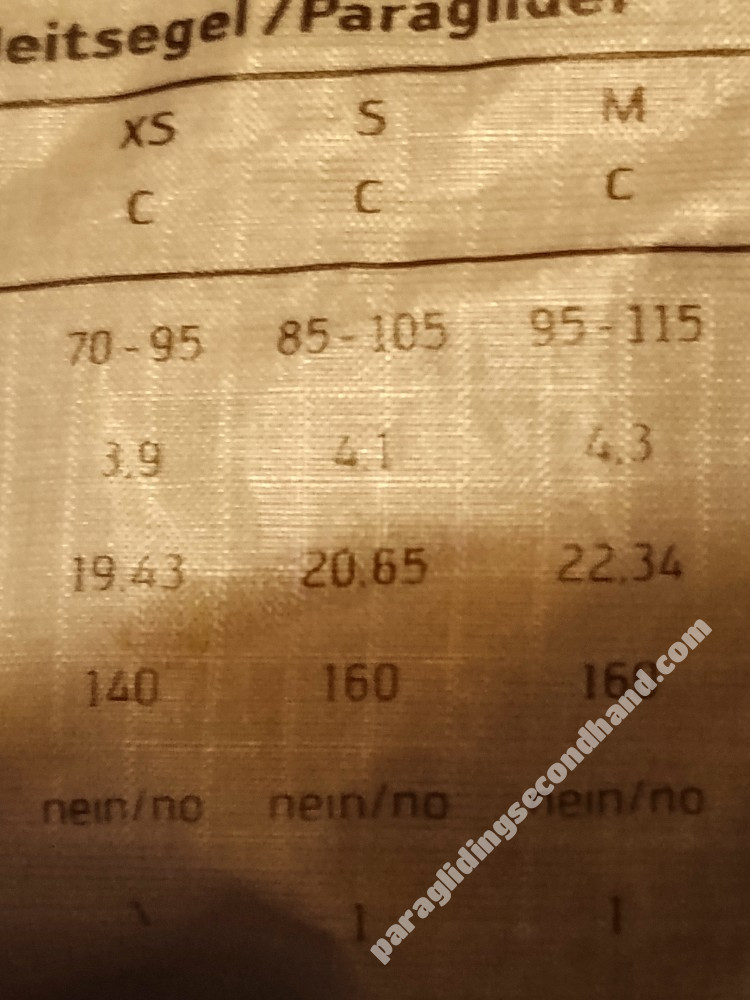 leitsegel/Paraglider
XS S M
C C C
70-95 85-105 95-115
3.9 4.1 4.3
19.43 20.65 22.34
140 160 160
nein/no nein/no nein/no
1 1
paraglidingsecondhand.com